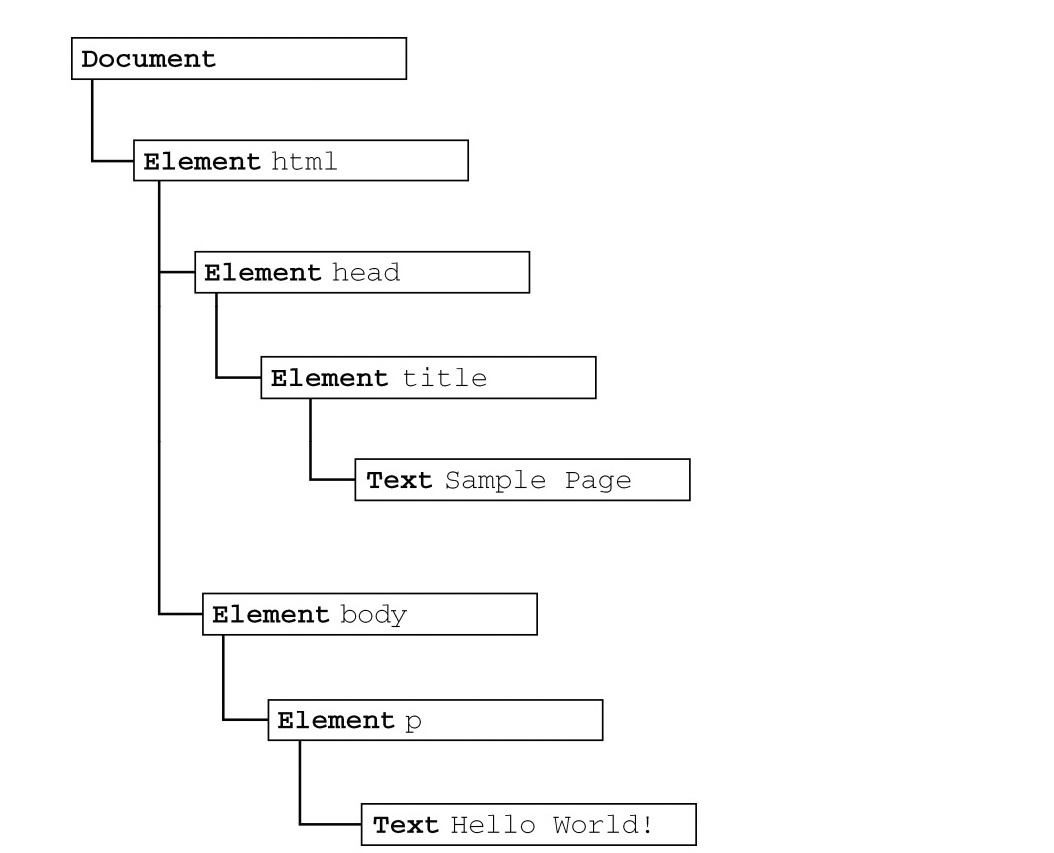 Document
Element html
Element head
Element title
Text Sample Page
Element body
Element p
Text Hello World!